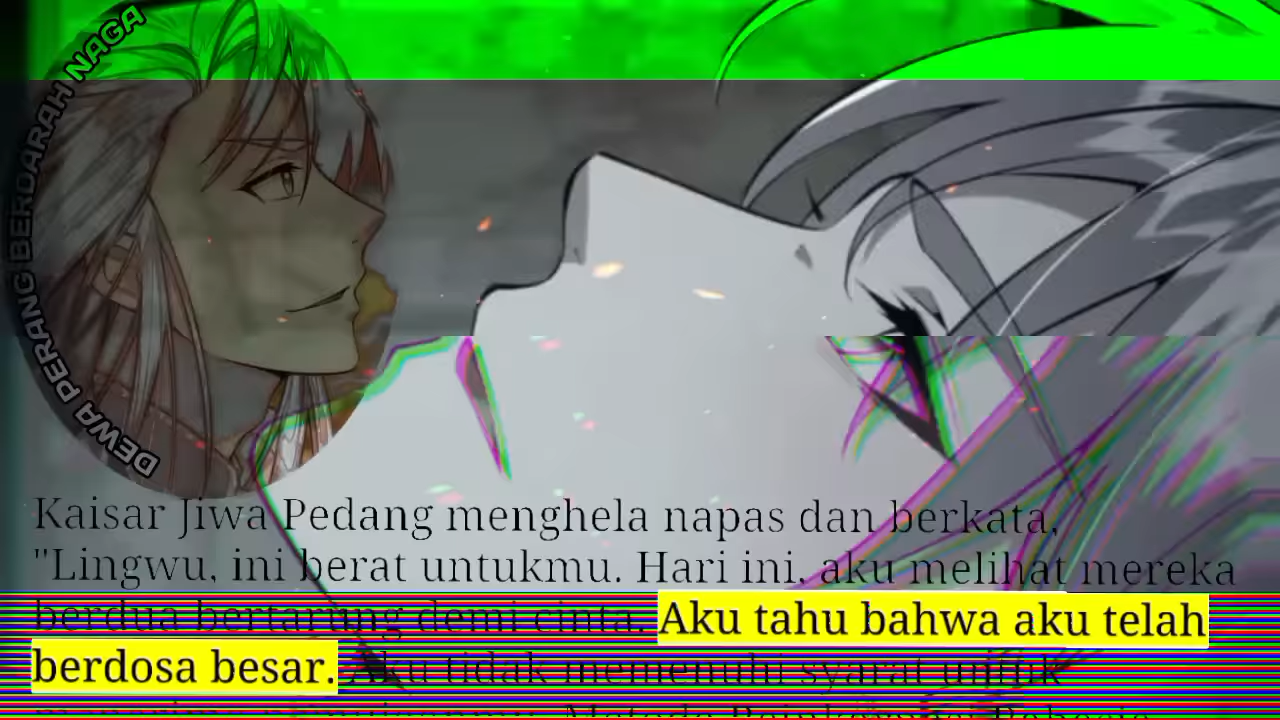 DEWA PERANG BERDARAH NAGA
Kaisar Jiwa Pedang menghela napas dan berkata,
"Lingwu, ini berat untukmu. Hari ini, aku melihat mereka
berdua bertarung demi cinta. Aku tahu bahwa aku telah
berdosa besar. Aku tidak memenuhi syarat untuk